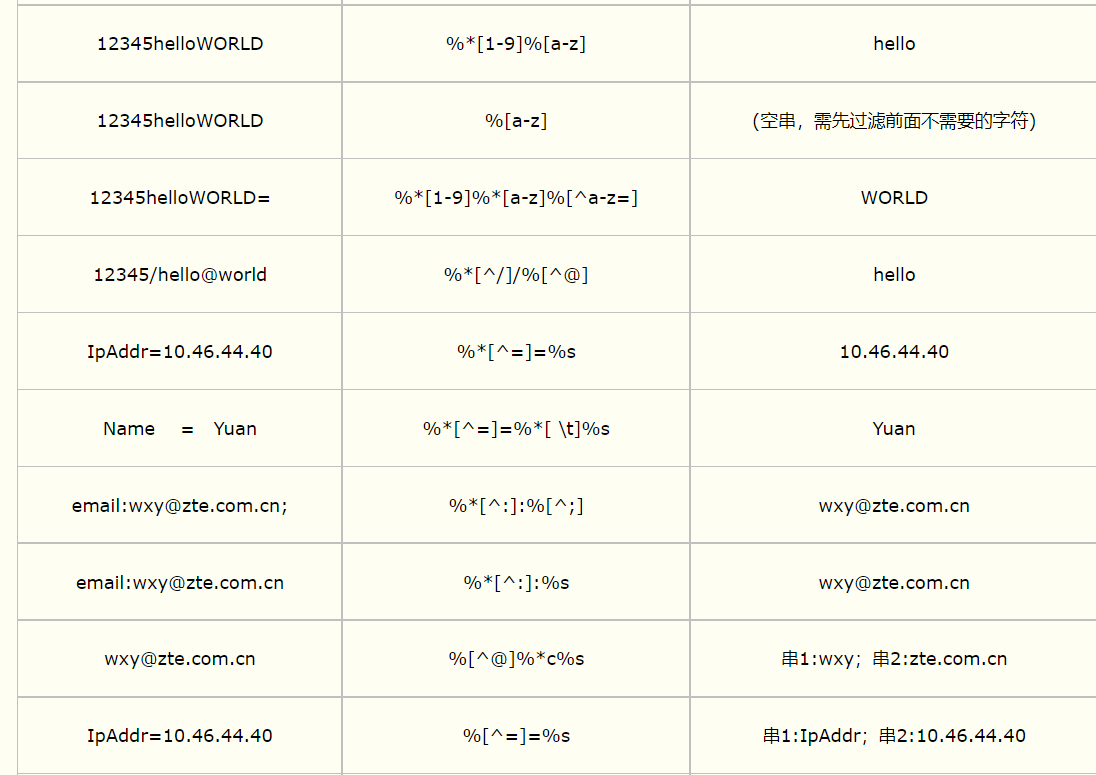 12345helloWORLD %*[1-9]%[a-z] hello
12345helloWORLD %[a-z] (空串，需先过滤前面不需要的字符)
12345helloWORLD= %*[1-9]%*[a-z]%[^a-z=] WORLD
12345/hello@world %*[^/]/%[^@] hello
IpAddr=10.46.44.40 %*[^=]=%s 10.46.44.40
Name = Yuan %*[^=]=%*[ \t]%s Yuan
email:wxy@zte.com.cn; %*[^:]:%[^;] wxy@zte.com.cn
email:wxy@zte.com.cn %*[^:]:%s wxy@zte.com.cn
wxy@zte.com.cn %[^@]%*c%s 串1:wxy；串2:zte.com.cn
IpAddr=10.46.44.40 %[^=]=%s 串1:IpAddr；串2:10.46.44.40